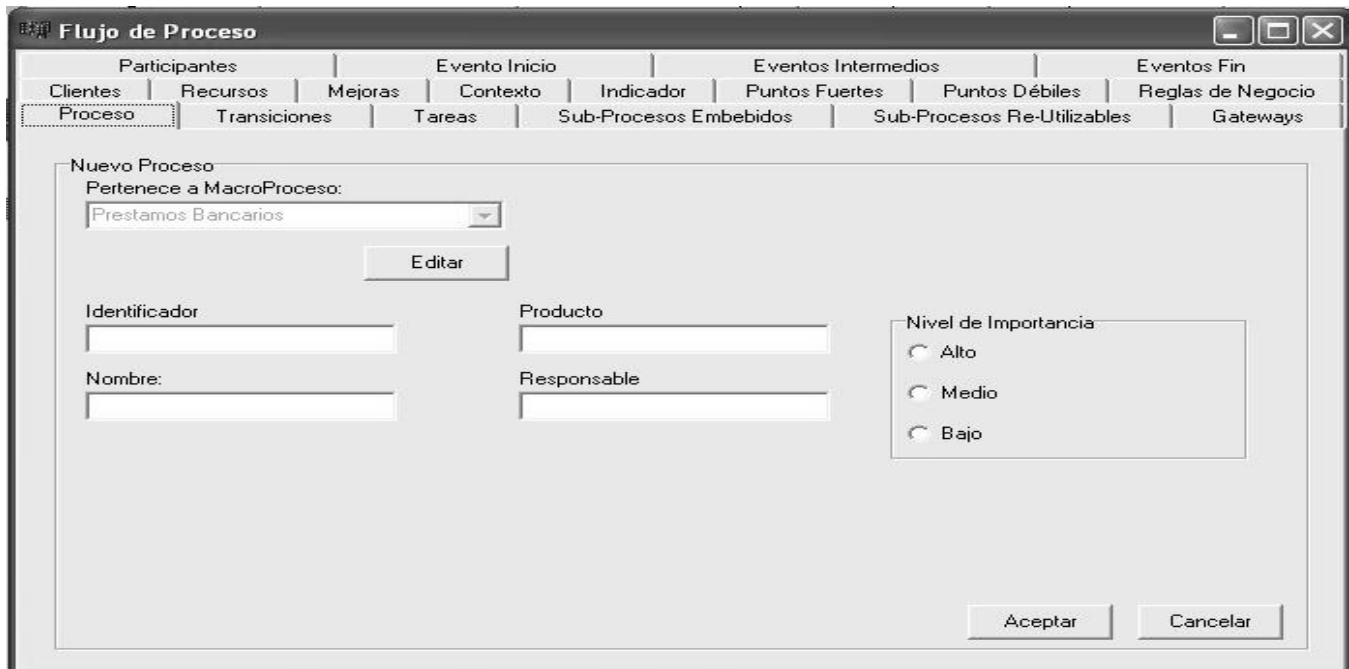 Flujo de Proceso
Participantes Evento Inicio Eventos Intermedios Eventos Fin
Clientes Recursos Mejoras Contexto Indicador Puntos Fuertes Puntos Débiles Reglas de Negocio
Proceso Transiciones Tareas Sub-Procesos Embebidos Sub-Procesos Re-Utilizables Gateways
Nuevo Proceso
Pertenece a MacroProceso:
Prestamos Bancarios
Editar
Identificador Producto
Nivel de Importancia
Alto
Nombre: Responsable
Medio
Bajo
Aceptar Cancelar